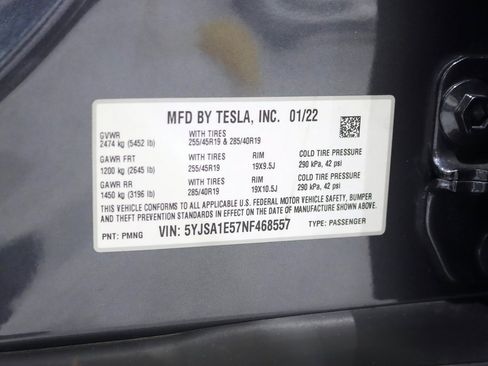 MFD BY TESLA, INC. 01/22
GVWR WITH TIRES
2474 kg (5452 lb) 255/45R19 & 285/40R19
GAWR FRT WITH TIRES RIM COLD TIRE PRESSURE
1200 kg (2645 lb) 255/45R19 19X9.5J 290 kPa, 42 psi
GAWR RR WITH TIRES RIM COLD TIRE PRESSURE
1450 kg (3196 lb) 285/40R19 19X10.5J 290 kPa, 42 psi
THIS VEHICLE CONFORMS TO ALL APPLICABLE U.S. FEDERAL MOTOR VEHICLE SAFETY, BUMPER
AND THEFT PREVENTION STANDARDS IN EFFECT ON THE DATE OF MANUFACTURE SHOWN ABOVE.
PNT: PMNG VIN: 5YJSA1E57NF468557 TYPE: PASSENGER